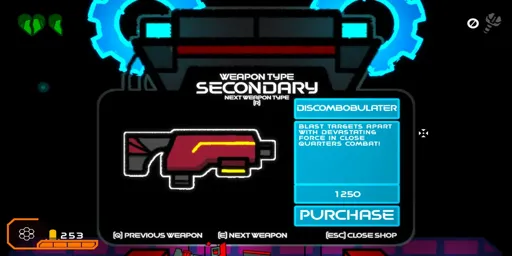 0
WEAPON TYPE
SECONDARY
NEXT WEAPON TYPE
DISCOMBOBULATER
BLAST TARGETS APART
WITH DEVASTATING
FORCE IN CLOSE
QUARTERS COMBAT!
1250
PURCHASE
[Q] PREVIOUS WEAPON
[E] NEXT WEAPON
[ESC] CLOSE SHOP
253